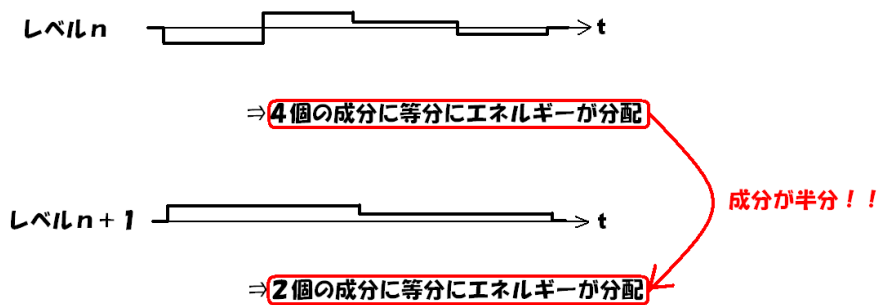 レベルn
t
⇒4個の成分に等分にエネルギーが分配
成分が半分!!
レベルn+1
t
⇒2個の成分に等分にエネルギーが分配